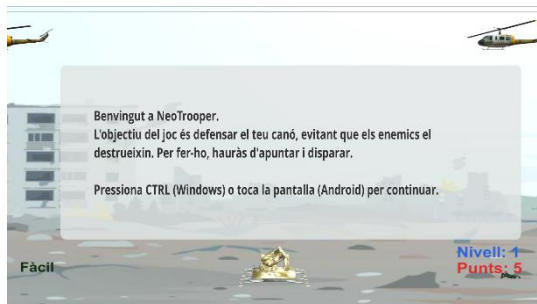 Benvingut a NeoTrooper.
L'objectiu del joc és defensar el teu canó, evitant que els enemics el
destrueixin. Per fer-ho, hauràs d'apuntar i disparar.
Pressiona CTRL (Windows) o toca la pantalla (Android) per continuar.
Fàcil
Nivell: 1
Punts: 5